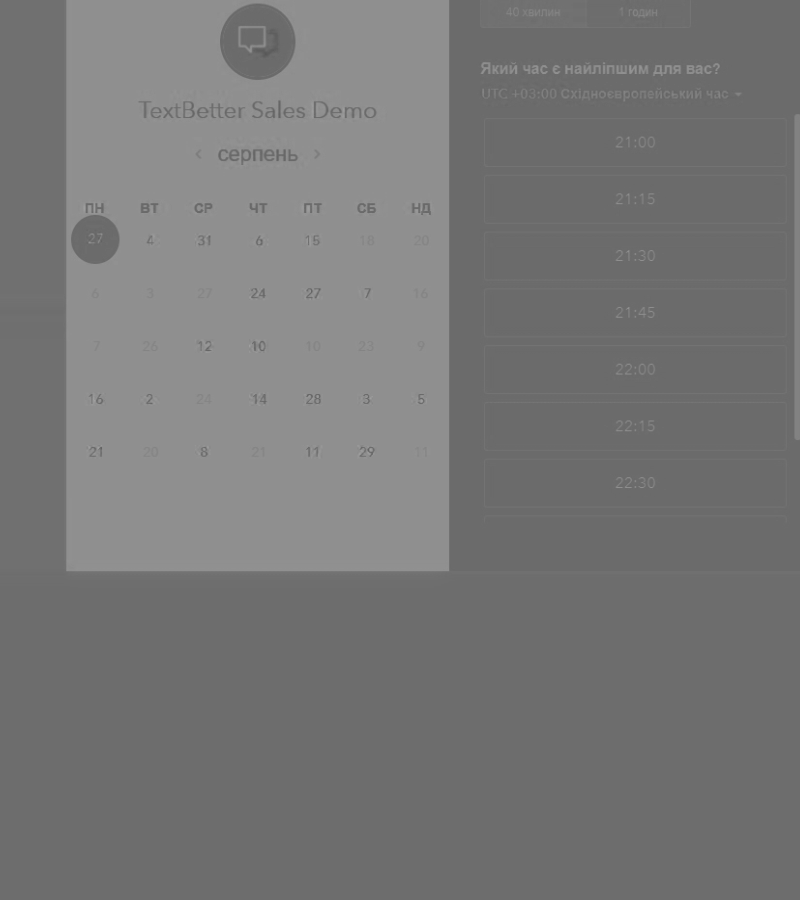 TextBetter Sales Demo
‹ серпень ›
ПН ВТ СР ЧТ ПТ СБ НД
27 4 31 6 15 18 20
6 3 27 24 27 7 16
7 26 12 10 10 23 9
16 2 24 14 28 3 5
21 20 8 21 11 29 11
40 хвилин 1 годин
Який час є найліпшим для вас?
UTC +03:00 Східноєвропейський час
21:00
21:15
21:30
21:45
22:00
22:15
22:30